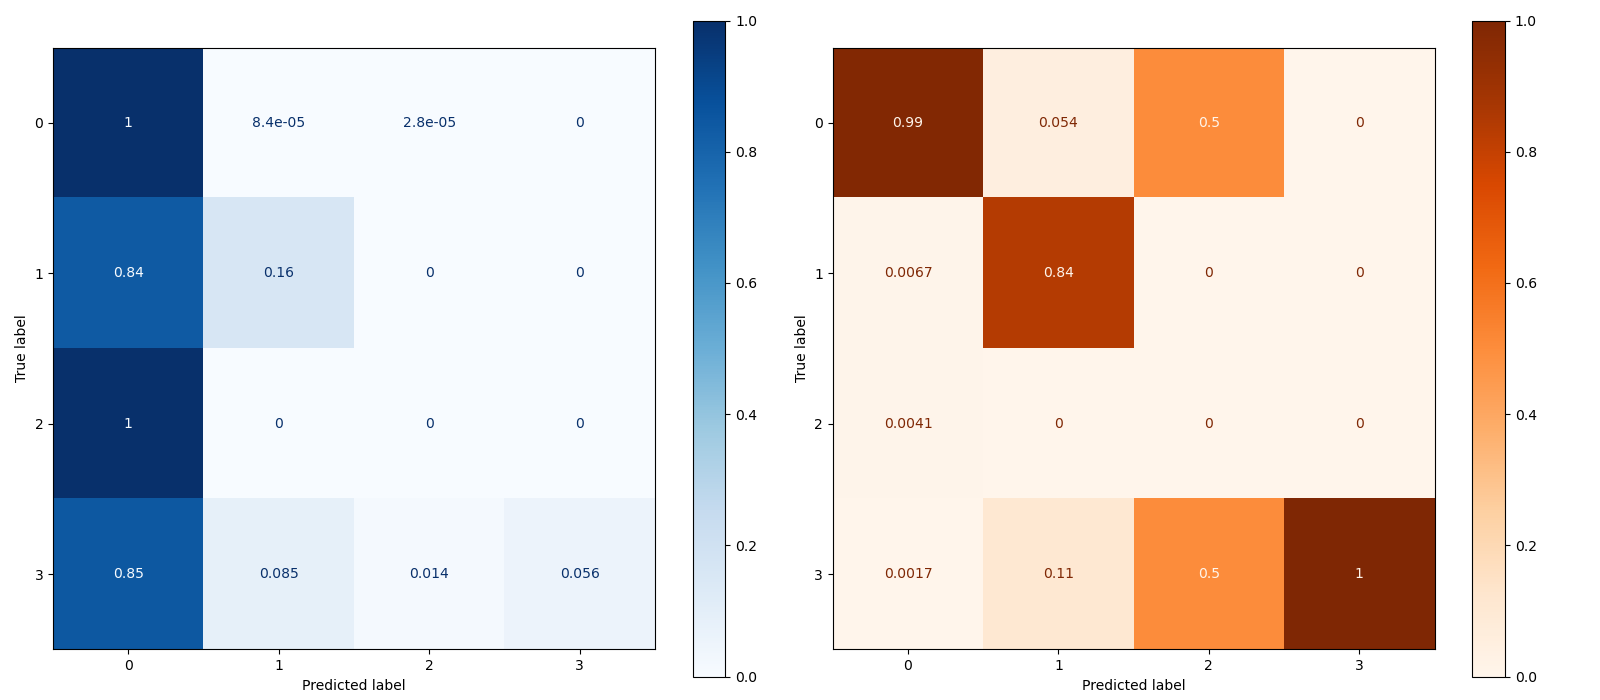 1.0
0 1 8.4e-05 2.8e-05 0
0.8
1 0.84 0.16 0 0
0.6
True label
2 1 0 0 0
0.4
3 0.85 0.085 0.014 0.056
0.2
0.0
0 1 2 3
Predicted label
1.0
0 0.99 0.054 0.5 0
0.8
1 0.0067 0.84 0 0
0.6
True label
2 0.0041 0 0 0
0.4
3 0.0017 0.11 0.5 1
0.2
0.0
0 1 2 3
Predicted label